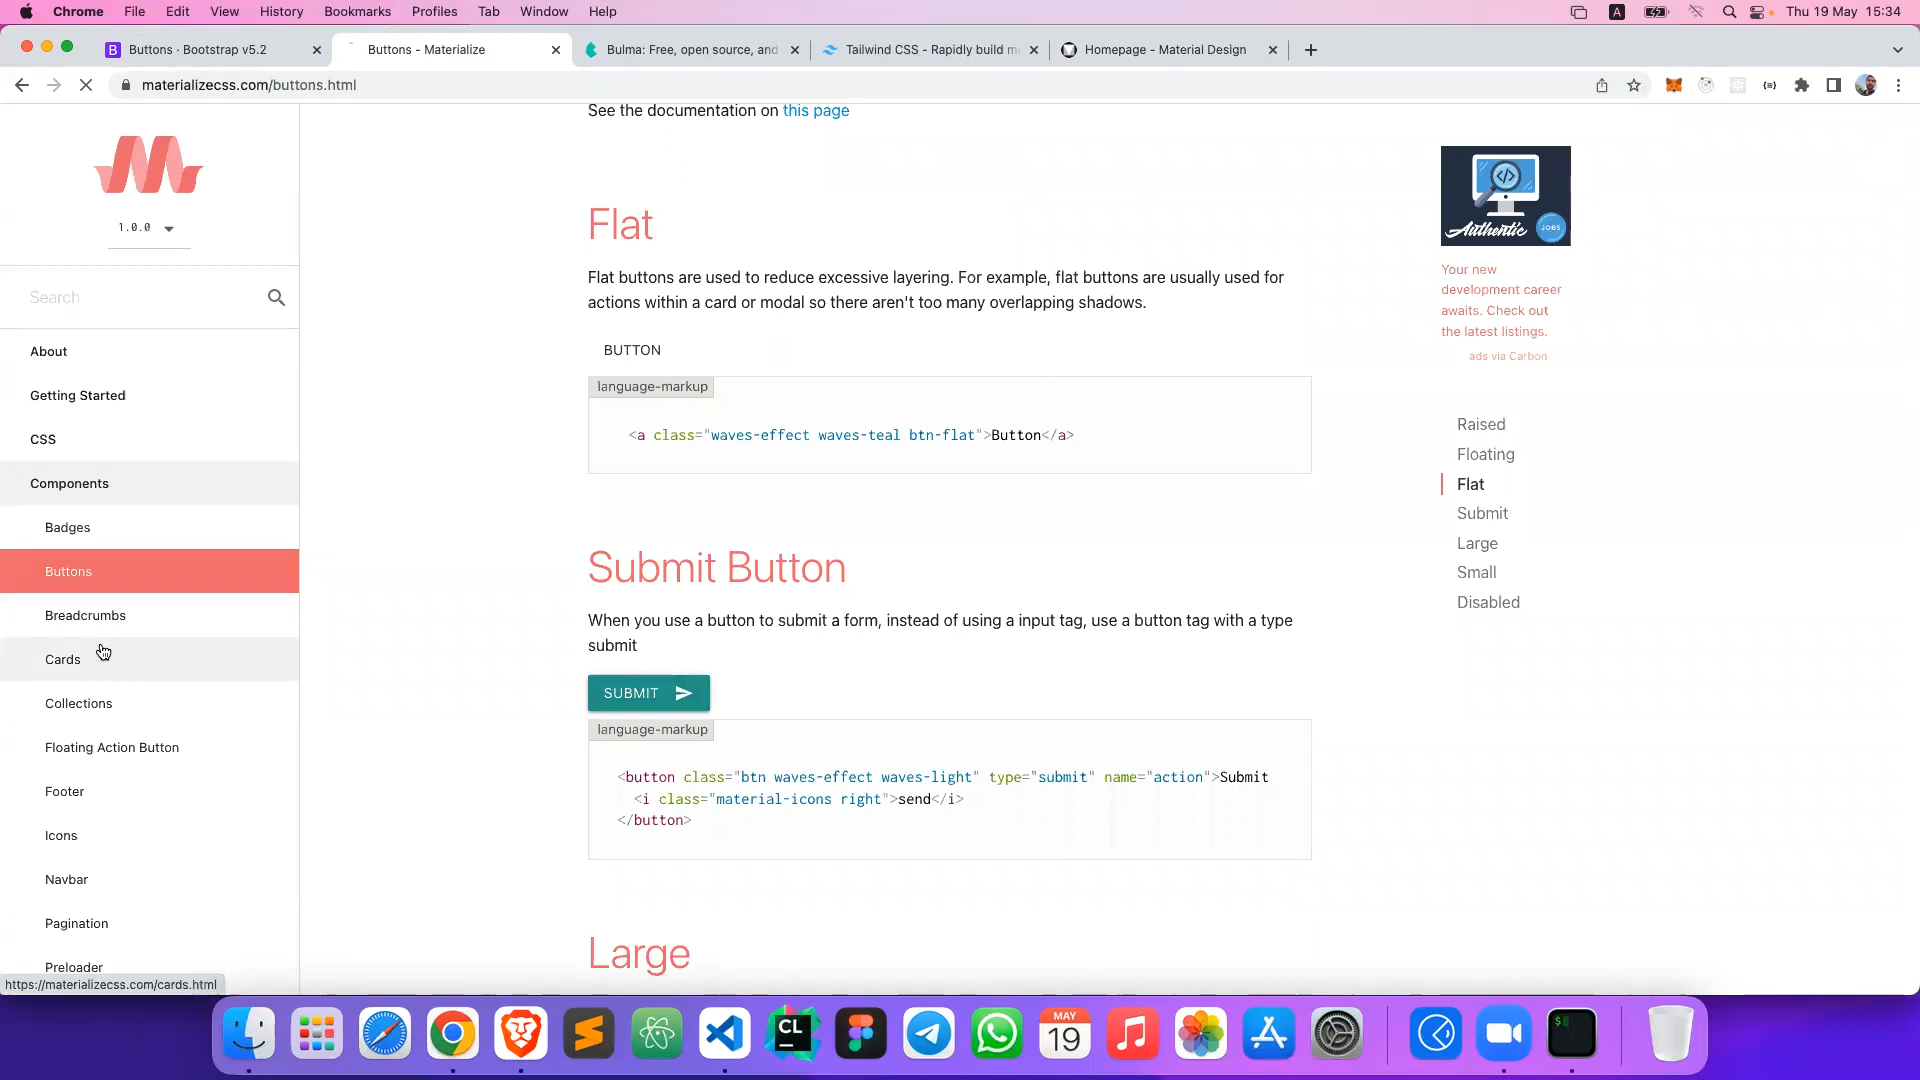 Chrome File Edit View History Bookmarks Profiles Tab Window Help
A
Thu 19 May 15:34
B Buttons · Bootstrap v5.2
Buttons - Materialize
Bulma: Free, open source, and
Tailwind CSS - Rapidly build m
Homepage - Material Design
materializecss.com/buttons.html
1.0.0
Search
About
Getting Started
CSS
Components
Badges
Buttons
Breadcrumbs
Cards
Collections
Floating Action Button
Footer
Icons
Navbar
Pagination
Preloader
https://materializecss.com/cards.html
See the documentation on this page
Flat
Flat buttons are used to reduce excessive layering. For example, flat buttons are usually used for
actions within a card or modal so there aren't too many overlapping shadows.
BUTTON
language-markup
<a class="waves-effect waves-teal btn-flat">Button</a>
Submit Button
When you use a button to submit a form, instead of using a input tag, use a button tag with a type
submit
SUBMIT
language-markup
<button class="btn waves-effect waves-light" type="submit" name="action">Submit
<i class="material-icons right">send</i>
</button>
Large
</> Authentic JOBS
Your new
development career
awaits. Check out
the latest listings.
ads via Carbon
Raised
Floating
Flat
Submit
Large
Small
Disabled
CL
MAY
19
$